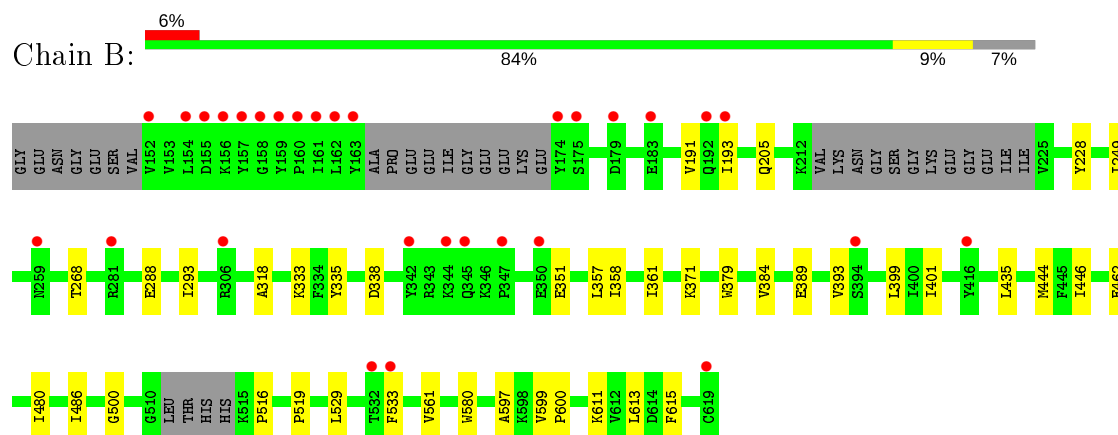 6%
Chain B:
84% 9% 7%
GLY GLU ASN GLY GLU SER VAL V152 V153 L154 D155 K156 Y157 G158 Y159 P160 I161 L162 Y163 ALA PRO GLU GLU ILE GLY GLU GLU LYS GLU Y174 S175 D179 E183 V191 Q192 I193 Q205 K212 VAL LYS ASN GLY SER GLY LYS GLU GLY GLU ILE ILE V225 Y228
N259 T268 R281 E288 I293 R306 A318 K333 F334 Y335 D338 Y342 R343 K344 Q345 K346 P347 E350 E351 L357 I358 I361 K371 W379 V384 E389 V393 S394 L399 I400 I401 Y416 L435 M444 F445 I446
I480 I486 G500 G510 LEU THR HIS HIS K515 P516 P519 L529 T532 F533 V561 W580 A597 K598 V599 P600 K611 V612 L613 D614 F615 C619